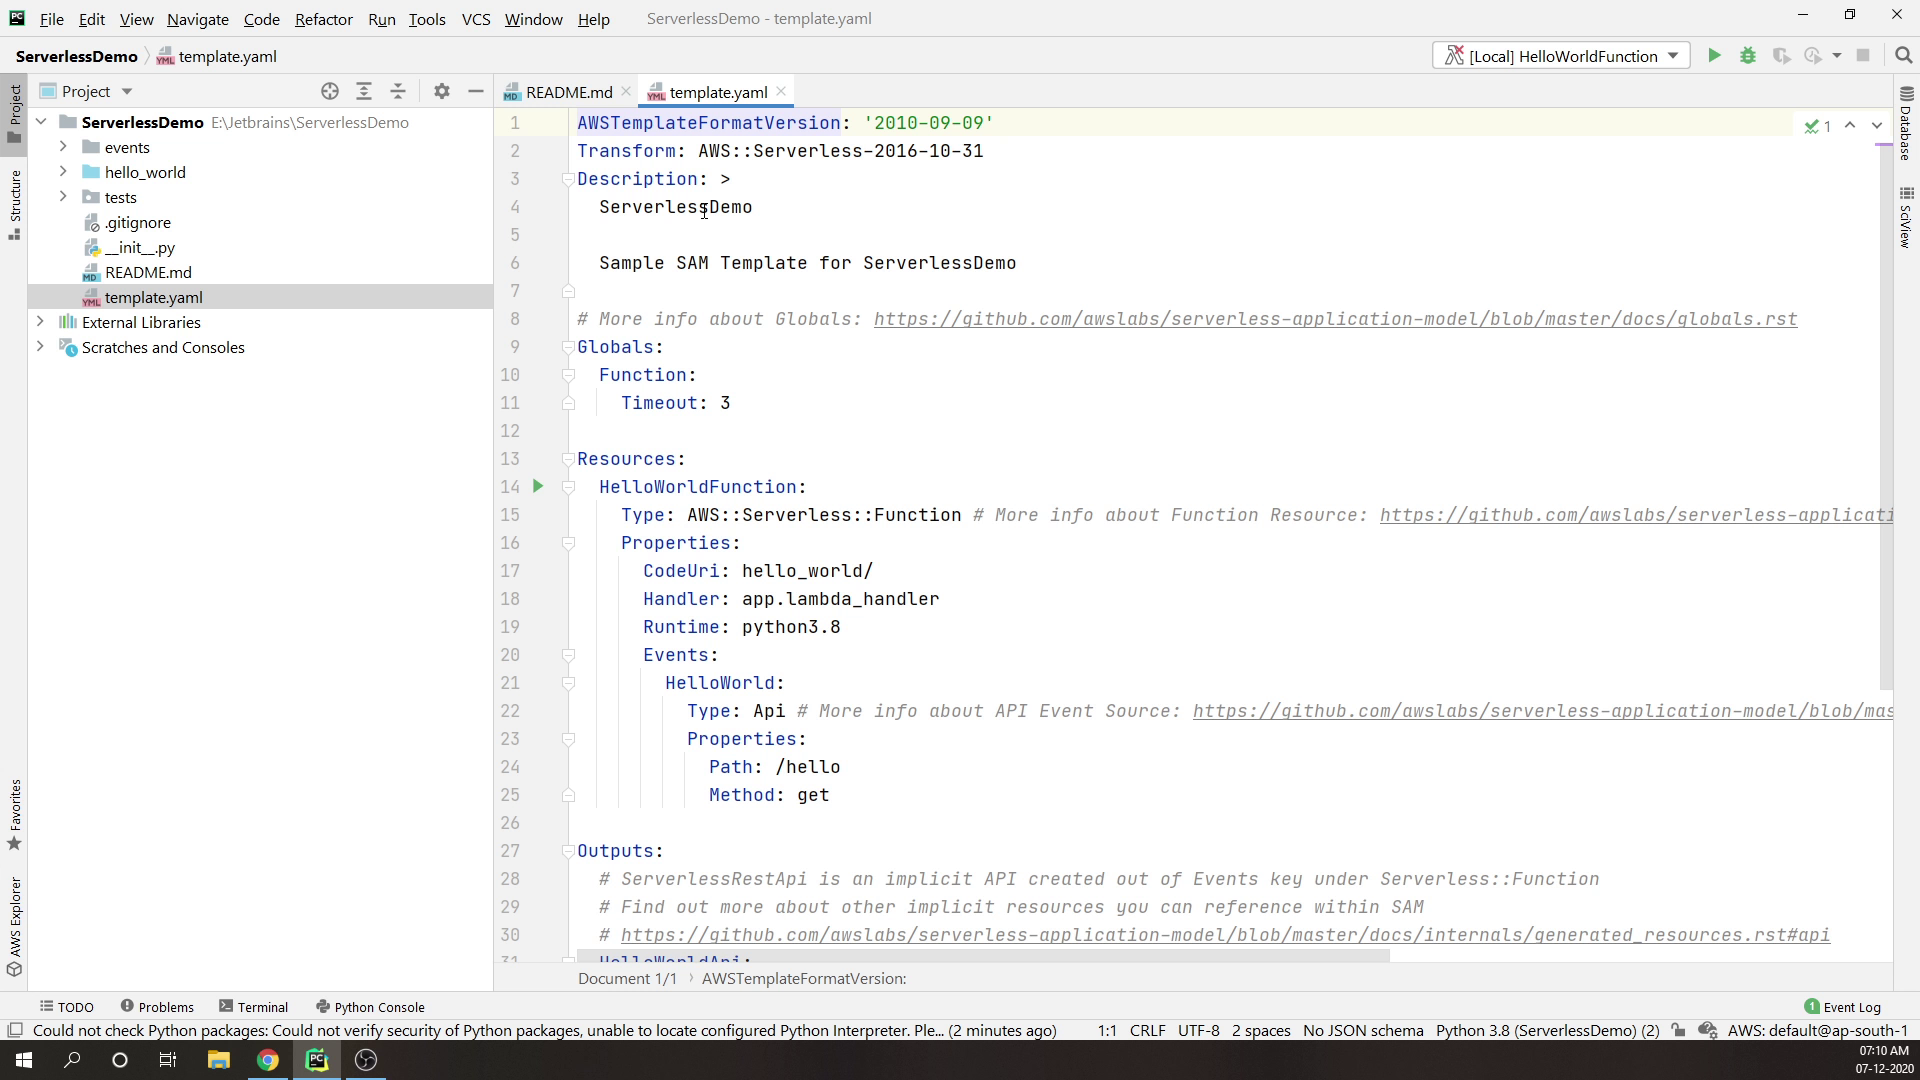 PC File Edit View Navigate Code Refactor Run Tools VCS Window Help ServerlessDemo - template.yaml
ServerlessDemo template.yaml [Local] HelloWorldFunction
Project README.md template.yaml
ServerlessDemo E:\Jetbrains\ServerlessDemo
events
hello_world
tests
.gitignore
__init__.py
README.md
template.yaml
External Libraries
Scratches and Consoles
Project
Structure
Favorites
AWS Explorer
1 AWSTemplateFormatVersion: '2010-09-09'
2 Transform: AWS::Serverless-2016-10-31
3 Description: >
4 ServerlessDemo
5
6 Sample SAM Template for ServerlessDemo
7
8 # More info about Globals: https://github.com/awslabs/serverless-application-model/blob/master/docs/globals.rst
9 Globals:
10 Function:
11 Timeout: 3
12
13 Resources:
14 HelloWorldFunction:
15 Type: AWS::Serverless::Function # More info about Function Resource: https://github.com/awslabs/serverless-applicati
16 Properties:
17 CodeUri: hello_world/
18 Handler: app.lambda_handler
19 Runtime: python3.8
20 Events:
21 HelloWorld:
22 Type: Api # More info about API Event Source: https://github.com/awslabs/serverless-application-model/blob/mas
23 Properties:
24 Path: /hello
25 Method: get
26
27 Outputs:
28 # ServerlessRestApi is an implicit API created out of Events key under Serverless::Function
29 # Find out more about other implicit resources you can reference within SAM
30 # https://github.com/awslabs/serverless-application-model/blob/master/docs/internals/generated_resources.rst#api
31 HelloWorldApi:
1
Database
SciView
Document 1/1 › AWSTemplateFormatVersion:
TODO Problems Terminal Python Console 1 Event Log
Could not check Python packages: Could not verify security of Python packages, unable to locate configured Python Interpreter. Ple... (2 minutes ago) 1:1 CRLF UTF-8 2 spaces No JSON schema Python 3.8 (ServerlessDemo) (2) AWS: default@ap-south-1
07:10 AM
07-12-2020